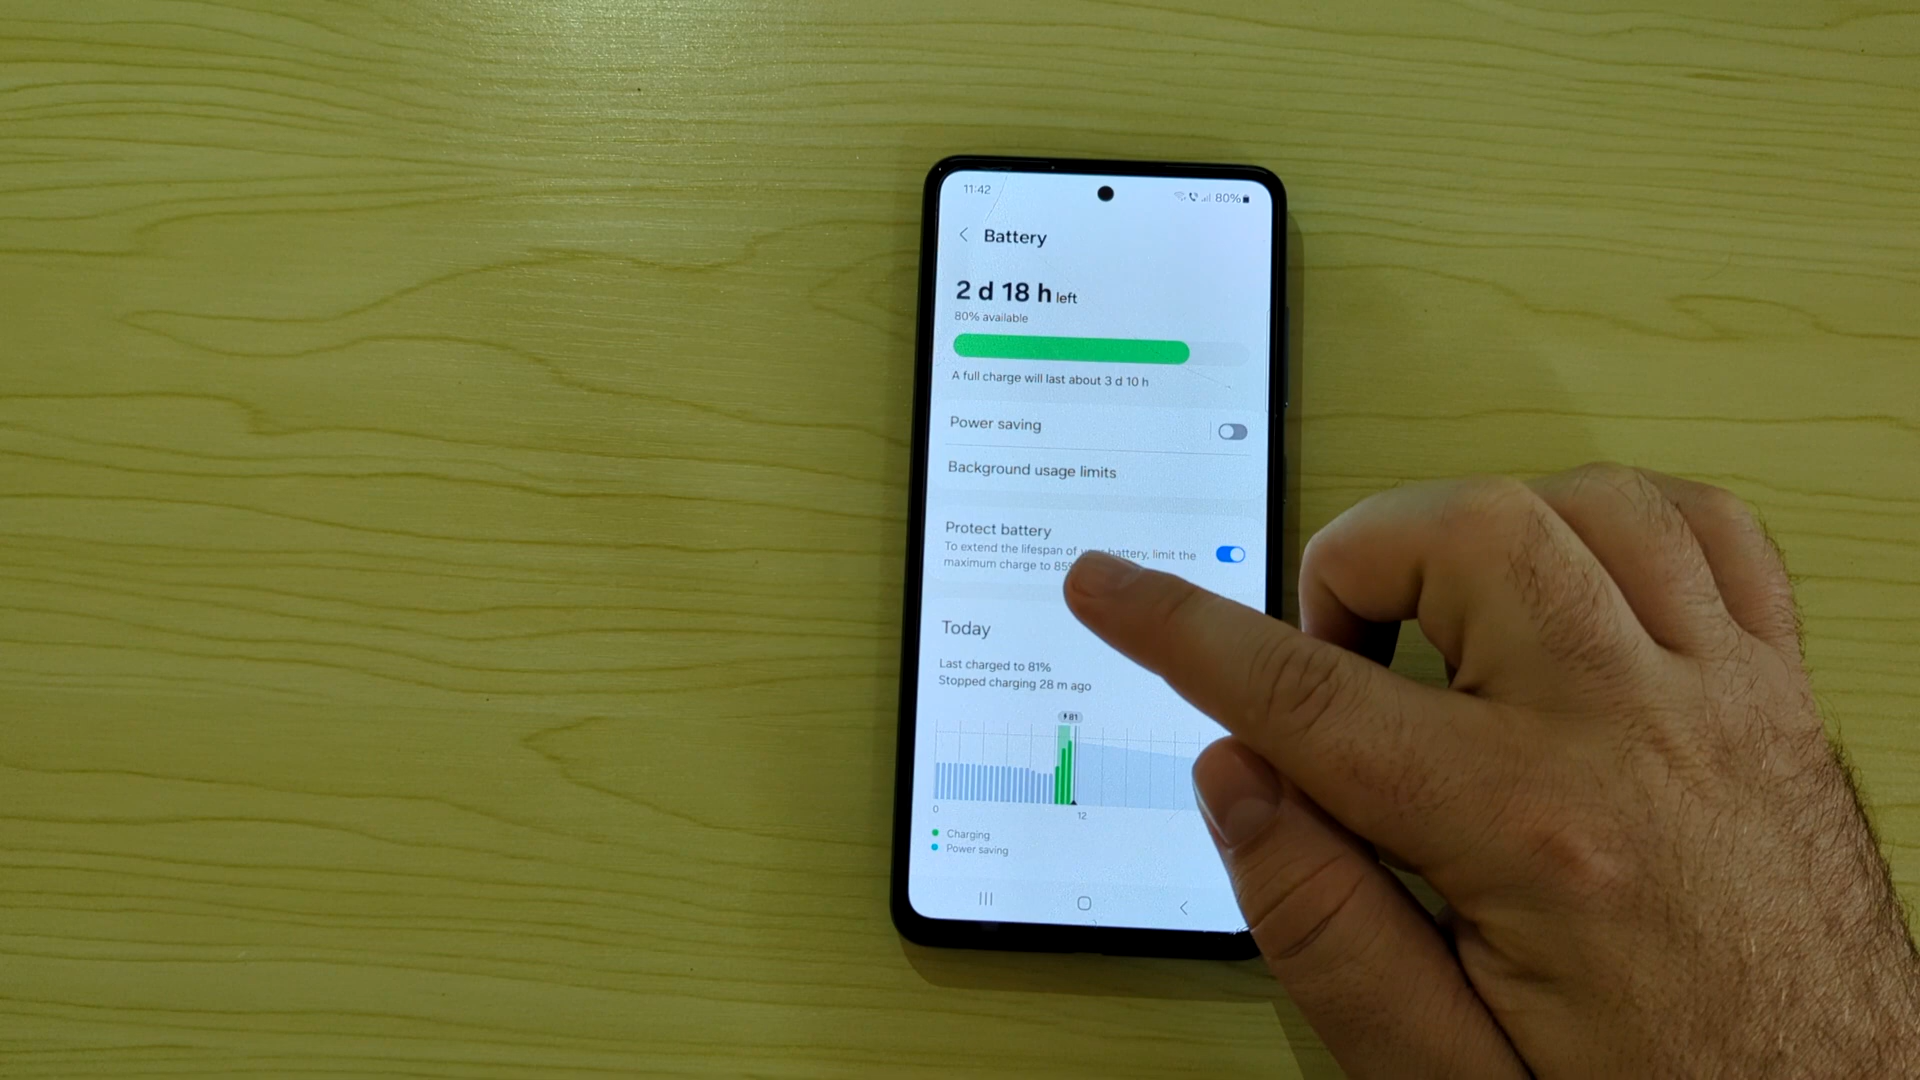 11:42
80%
Battery
2 d 18 h left
80% available
A full charge will last about 3 d 10 h
Power saving
Background usage limits
Protect battery
To extend the lifespan of battery, limit the
maximum charge to 85
Today
Last charged to 81%
Stopped charging 28 m ago
81
0
12
Charging
Power saving